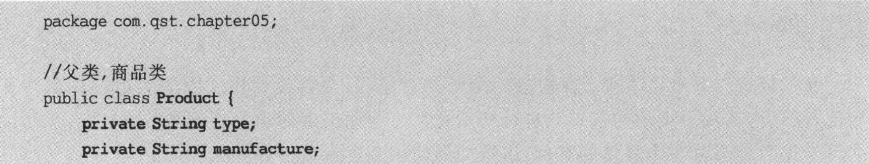 package com.qst.chapter05;
//父类,商品类
public class Product {
private String type;
private String manufacture;